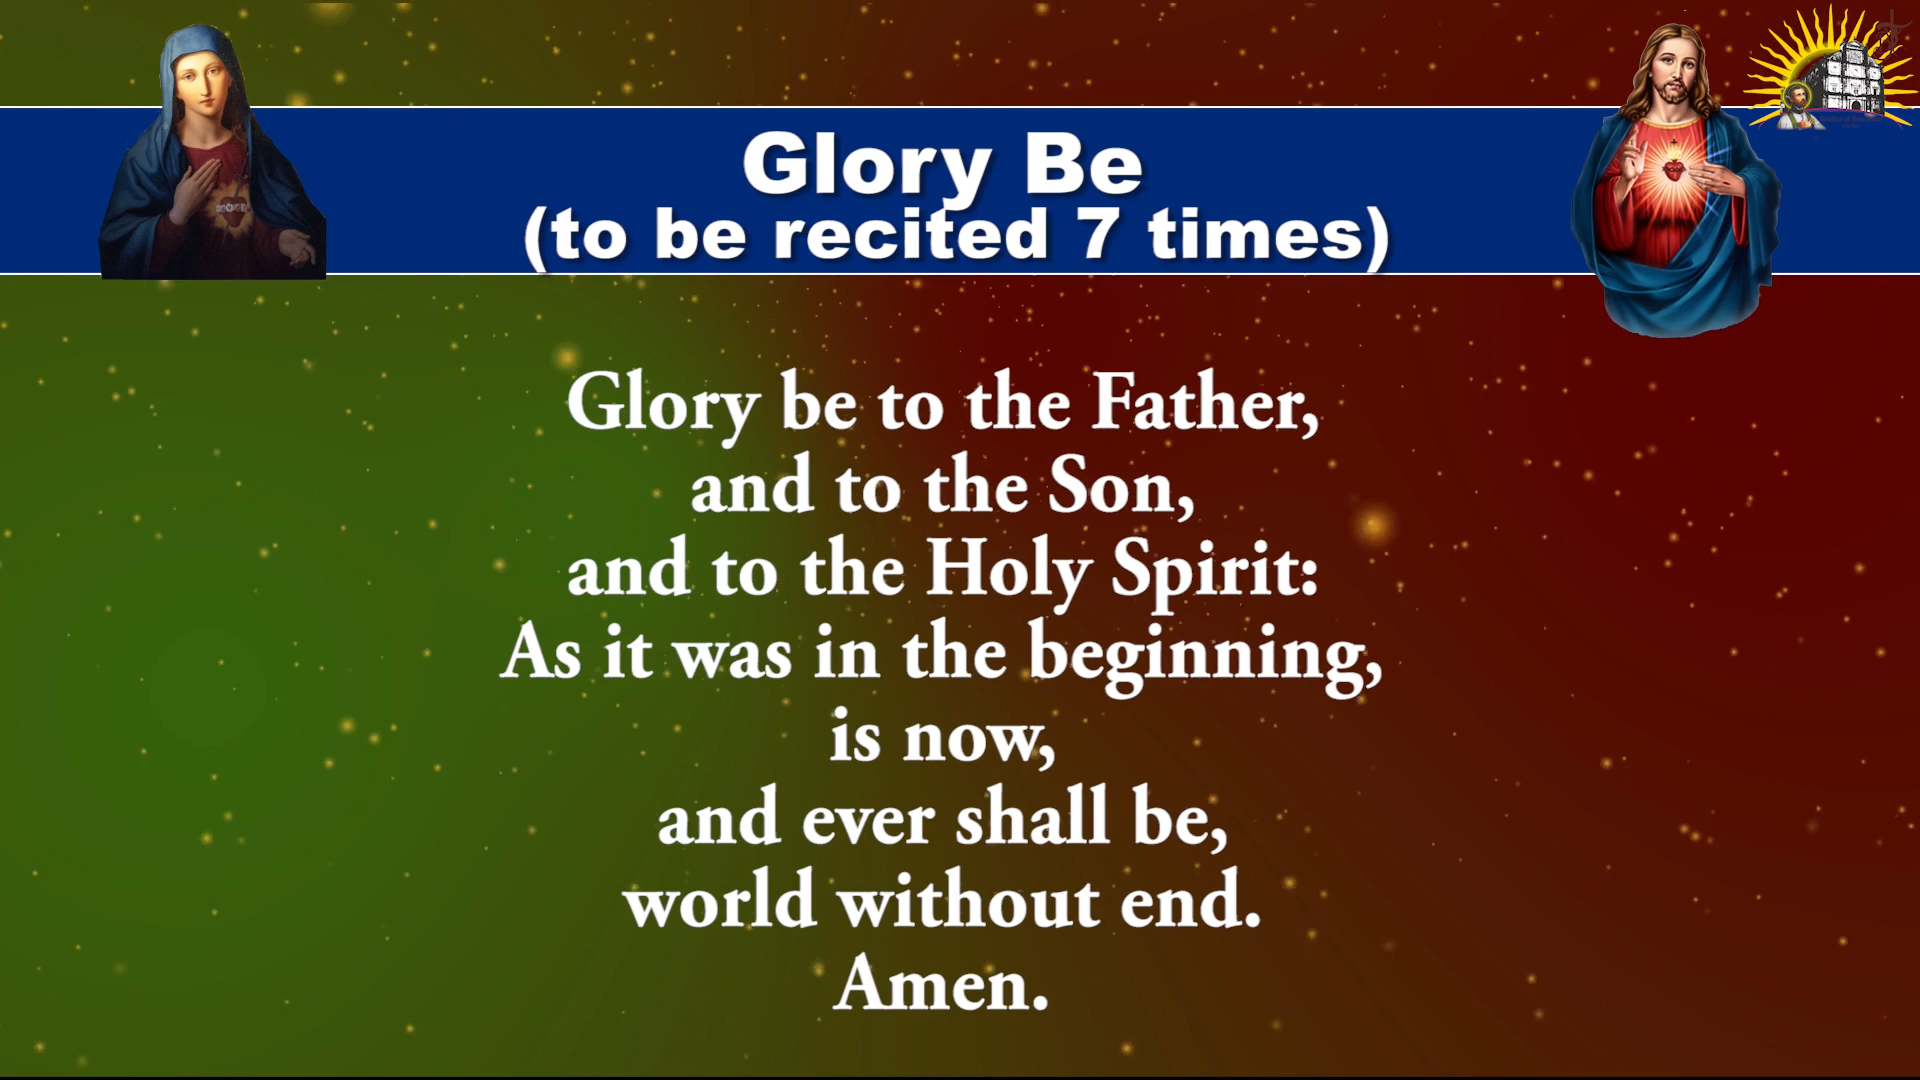 Glory Be
(to be recited 7 times)
Glory be to the Father,
and to the Son,
and to the Holy Spirit:
As it was in the beginning,
is now,
and ever shall be,
world without end.
Amen.